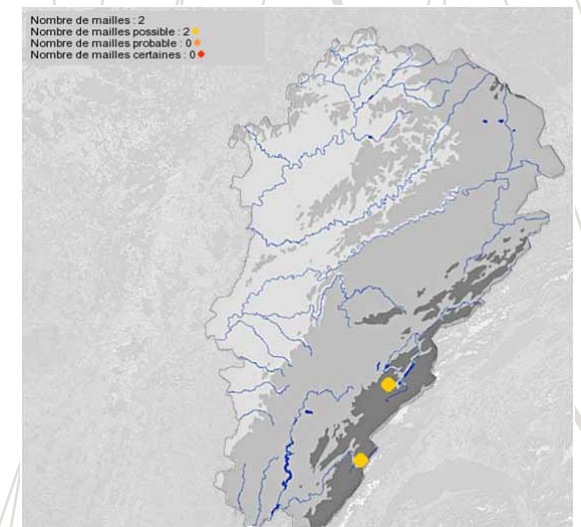 Nombre de mailles : 2
Nombre de mailles possible : 2
Nombre de mailles probable : 0
Nombre de mailles certaines : 0